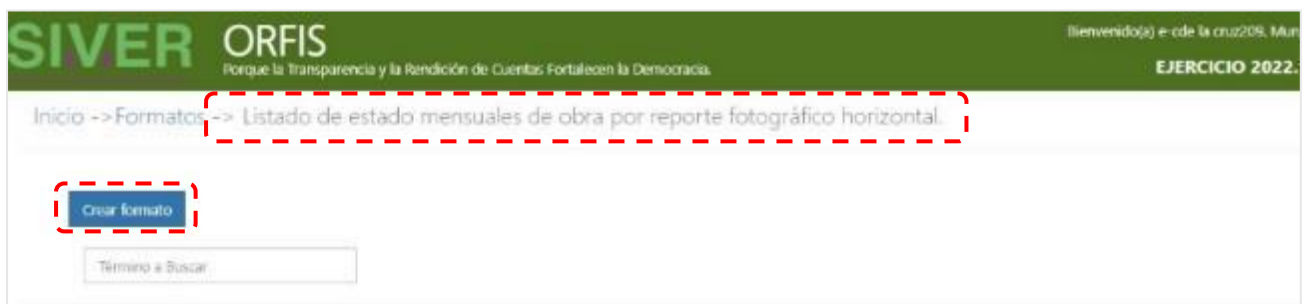 SIVER
ORFIS
Porque la Transparencia y la Rendición de Cuentas Fortalecen la Democracia.
Bienvenido(a) e-cde la cruz209, Mun
EJERCICIO 2022.
Inicio ->Formatos -> Listado de estado mensuales de obra por reporte fotográfico horizontal.
Crear formato
Término a Buscar